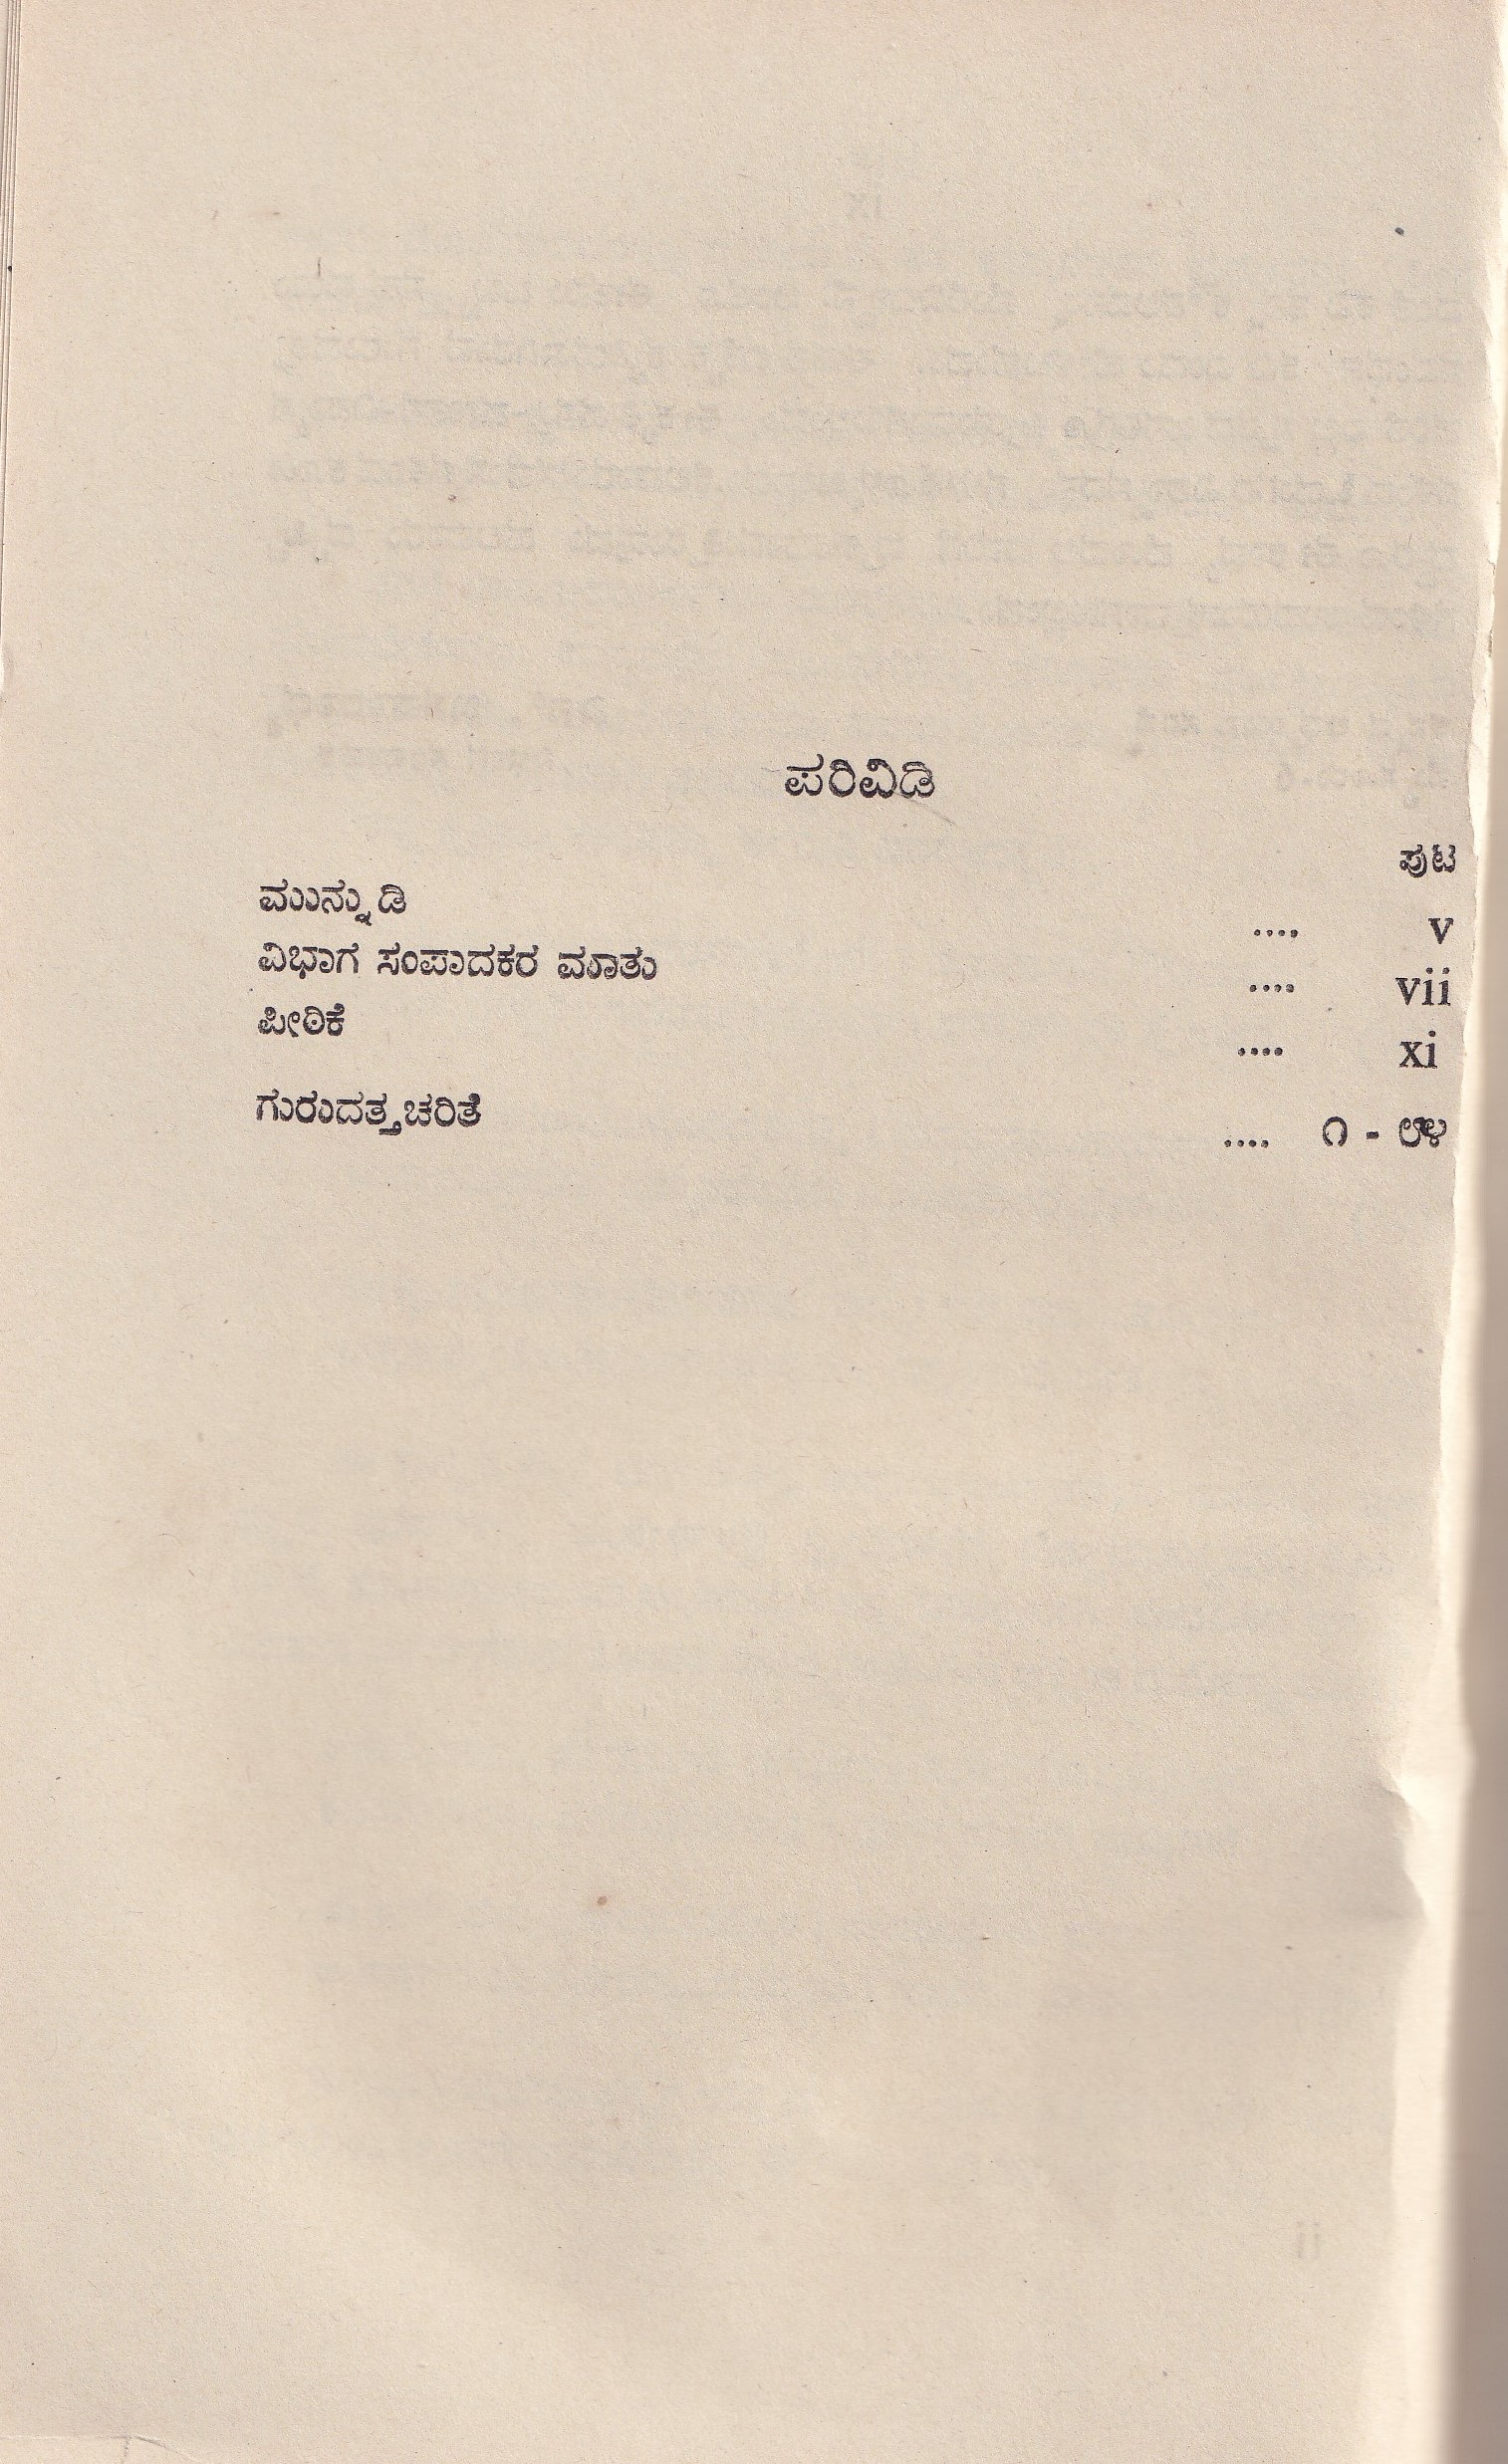 ಪರಿವಿಡಿ
ಪುಟ
ಮುನ್ನುಡಿ .... v
ವಿಭಾಗ ಸಂಪಾದಕರ ಮಾತು .... vii
ಪೀಠಿಕೆ .... xi
ಗುರುದತ್ತಚರಿತೆ .... ೧ - ೮೪